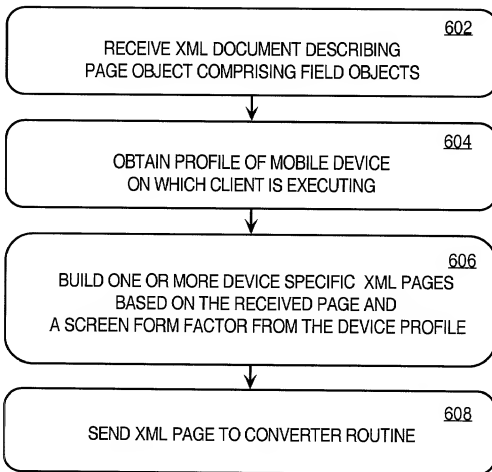 602
RECEIVE XML DOCUMENT DESCRIBING
PAGE OBJECT COMPRISING FIELD OBJECTS
604
OBTAIN PROFILE OF MOBILE DEVICE
ON WHICH CLIENT IS EXECUTING
606
BUILD ONE OR MORE DEVICE SPECIFIC XML PAGES
BASED ON THE RECEIVED PAGE AND
A SCREEN FORM FACTOR FROM THE DEVICE PROFILE
608
SEND XML PAGE TO CONVERTER ROUTINE